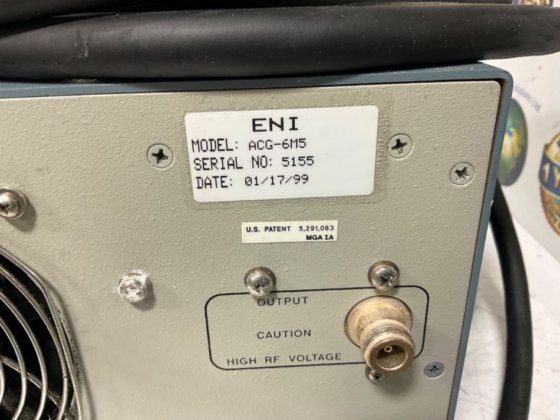 ENI
MODEL: ACG-6M5
SERIAL NO: 5155
DATE: 01/17/99
U.S. PATENT 5,291,063
MGA IA
OUTPUT
CAUTION
HIGH RF VOLTAGE
1 Y